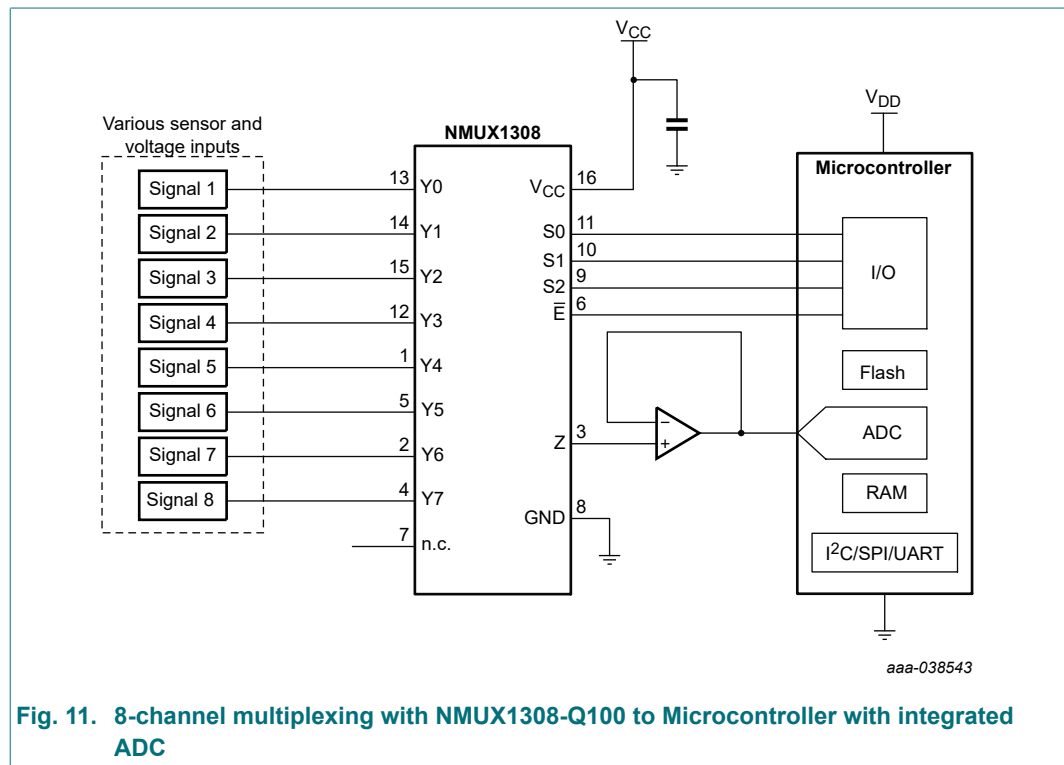 V_CC
V_DD
Various sensor and
voltage inputs
NMUX1308
Microcontroller
Signal 1 13 Y0
V_CC 16
Signal 2 14 Y1
S0 11
Signal 3 15 Y2
S1 10
S2 9
I/O
Signal 4 12 Y3
E̅ 6
Signal 5 1 Y4
Flash
Signal 6 5 Y5
Signal 7 2 Y6
Z 3
−
+
ADC
Signal 8 4 Y7
RAM
GND 8
7 n.c.
I²C/SPI/UART
aaa-038543
Fig. 11. 8-channel multiplexing with NMUX1308-Q100 to Microcontroller with integrated
ADC